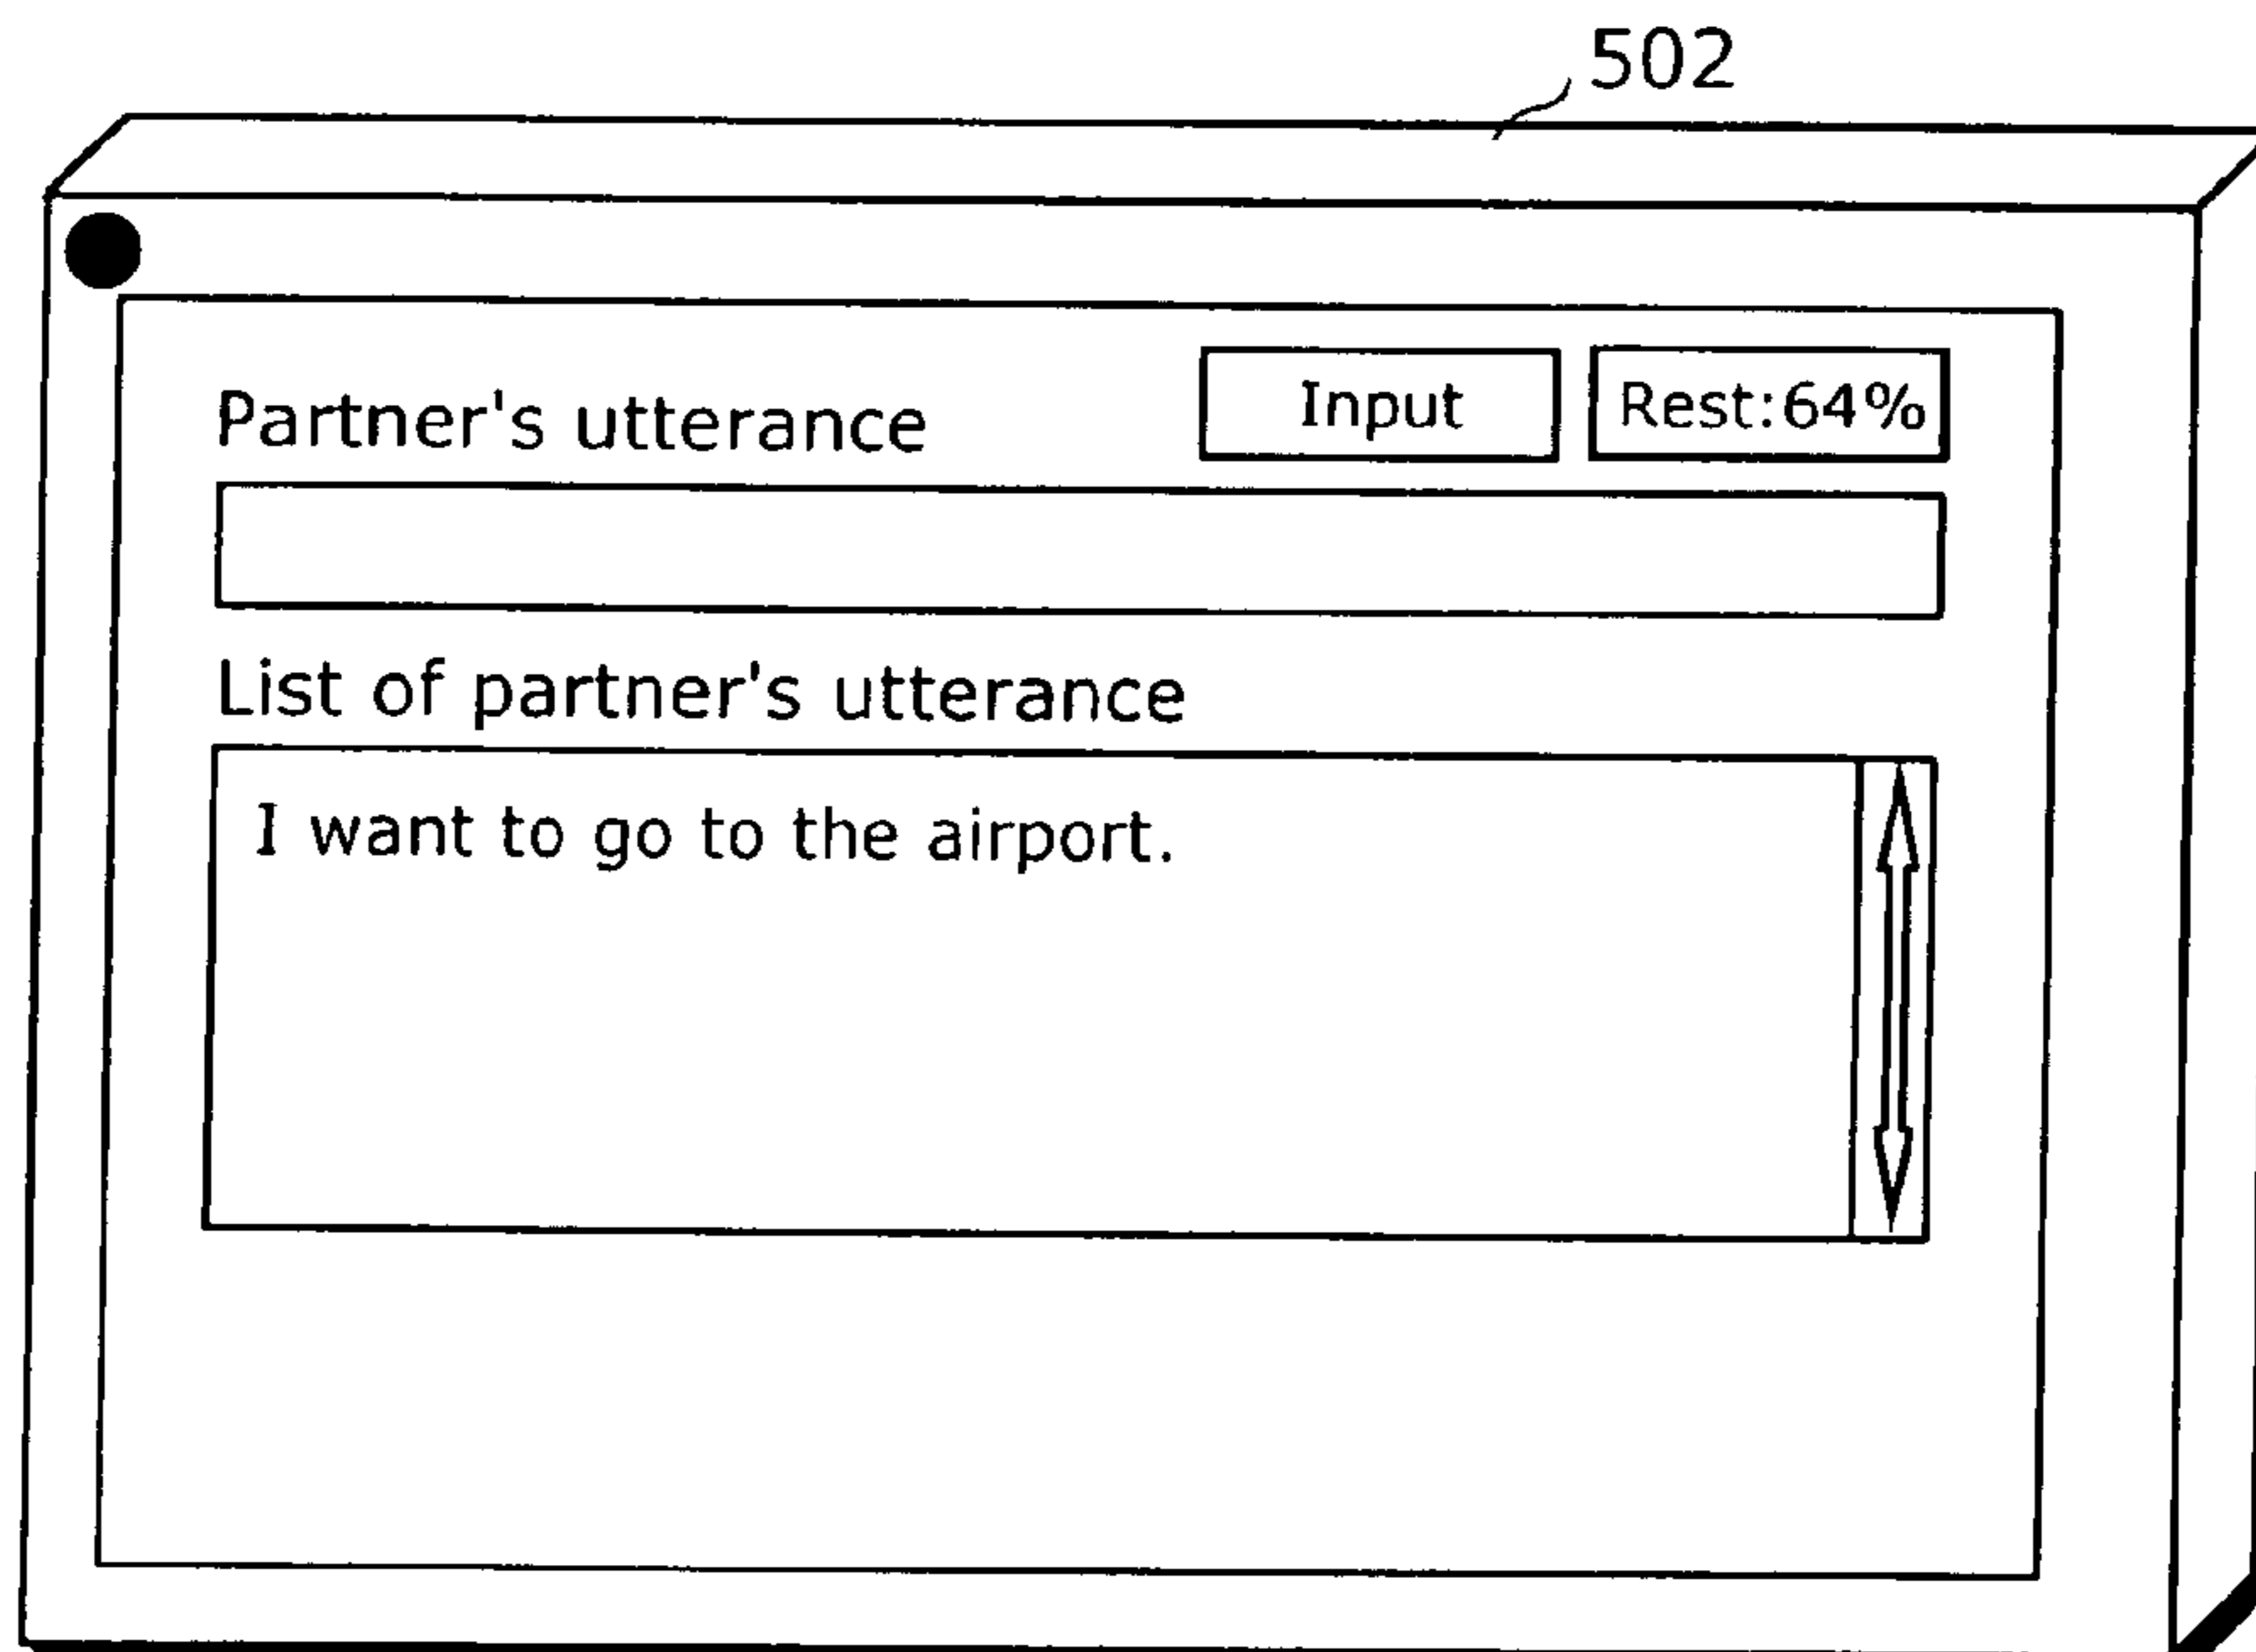 502
Partner's utterance
Input
Rest:64%
List of partner's utterance
I want to go to the airport.